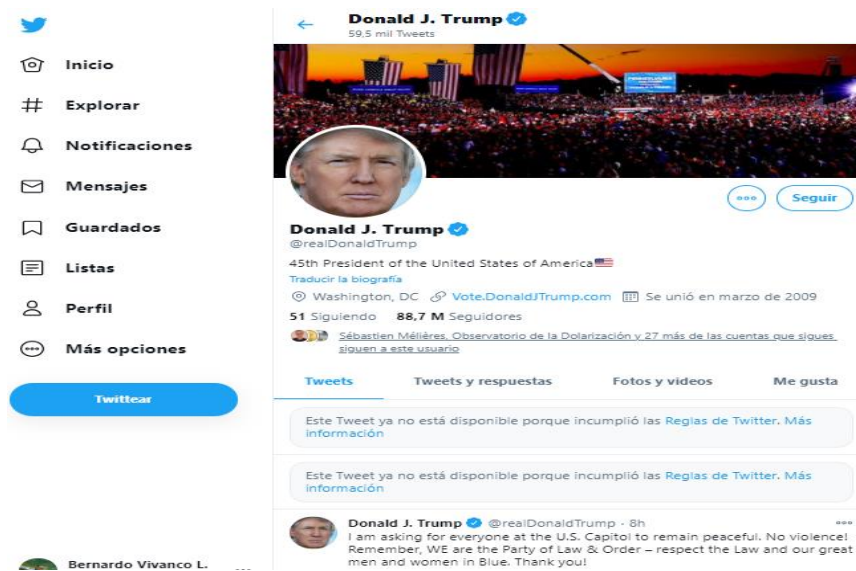 Inicio
Explorar
Notificaciones
Mensajes
Guardados
Listas
Perfil
Más opciones
Twittear
Bernardo Vivanco L.
Donald J. Trump
59,5 mil Tweets
Seguir
Donald J. Trump
@realDonaldTrump
45th President of the United States of America
Traducir la biografía
Washington, DC Vote.DonaldJTrump.com Se unió en marzo de 2009
51 Siguiendo 88,7 M Seguidores
Sébastien Mélières, Observatorio de la Dolarización y 27 más de las cuentas que sigues
siguen a este usuario
Tweets Tweets y respuestas Fotos y videos Me gusta
Este Tweet ya no está disponible porque incumplió las Reglas de Twitter. Más
información
Este Tweet ya no está disponible porque incumplió las Reglas de Twitter. Más
información
Donald J. Trump @realDonaldTrump · 8h
I am asking for everyone at the U.S. Capitol to remain peaceful. No violence!
Remember, WE are the Party of Law & Order – respect the Law and our great
men and women in Blue. Thank you!